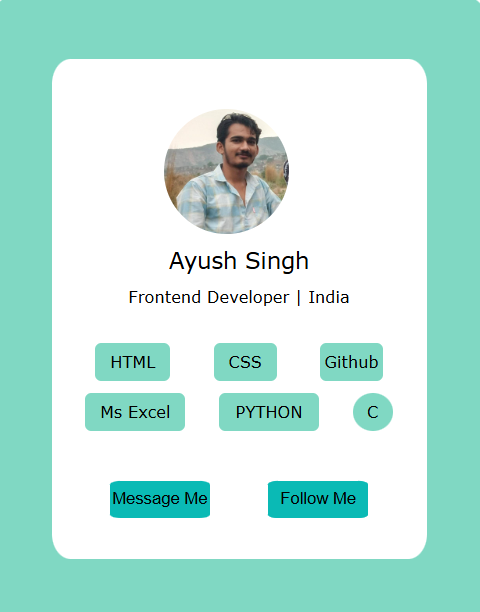 Ayush Singh
Frontend Developer | India
HTML CSS Github
Ms Excel PYTHON C
Message Me Follow Me